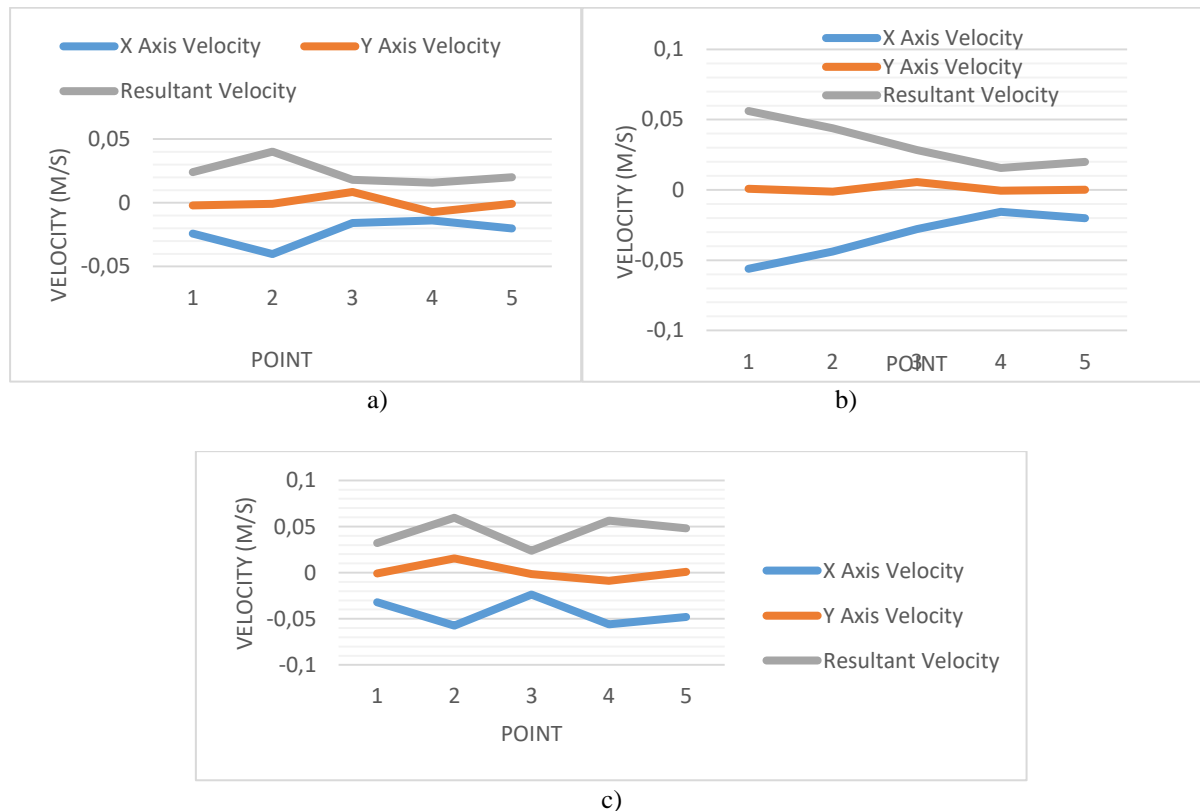 X Axis Velocity Y Axis Velocity
Resultant Velocity
VELOCITY (M/S)
0,05
0
-0,05
1 2 3 4 5
POINT
a)
X Axis Velocity
Y Axis Velocity
Resultant Velocity
VELOCITY (M/S)
0,1
0,05
0
-0,05
-0,1
1 2 3 4 5
POINT
b)
VELOCITY (M/S)
0,1
0,05
0
-0,05
-0,1
1 2 3 4 5
POINT
X Axis Velocity
Y Axis Velocity
Resultant Velocity
c)